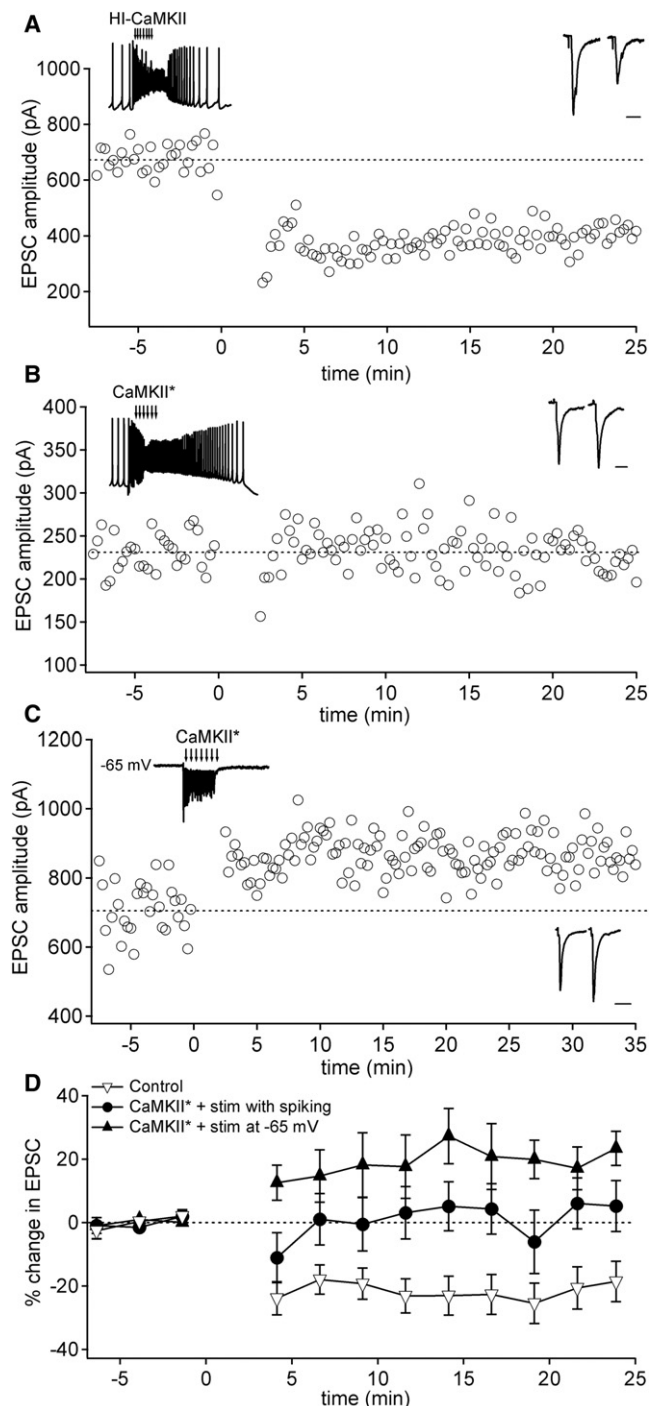 A
HI-CaMKII
EPSC amplitude (pA)
1000
800
600
400
200
-5 0 5 10 15 20 25
time (min)
B
CaMKII*
EPSC amplitude (pA)
400
350
300
250
200
150
100
-5 0 5 10 15 20 25
time (min)
C
CaMKII*
-65 mV
EPSC amplitude (pA)
1200
1000
800
600
400
-5 0 5 10 15 20 25 30 35
time (min)
D
Control
CaMKII* + stim with spiking
CaMKII* + stim at -65 mV
% change in EPSC
40
20
0
-20
-40
-5 0 5 10 15 20 25
time (min)